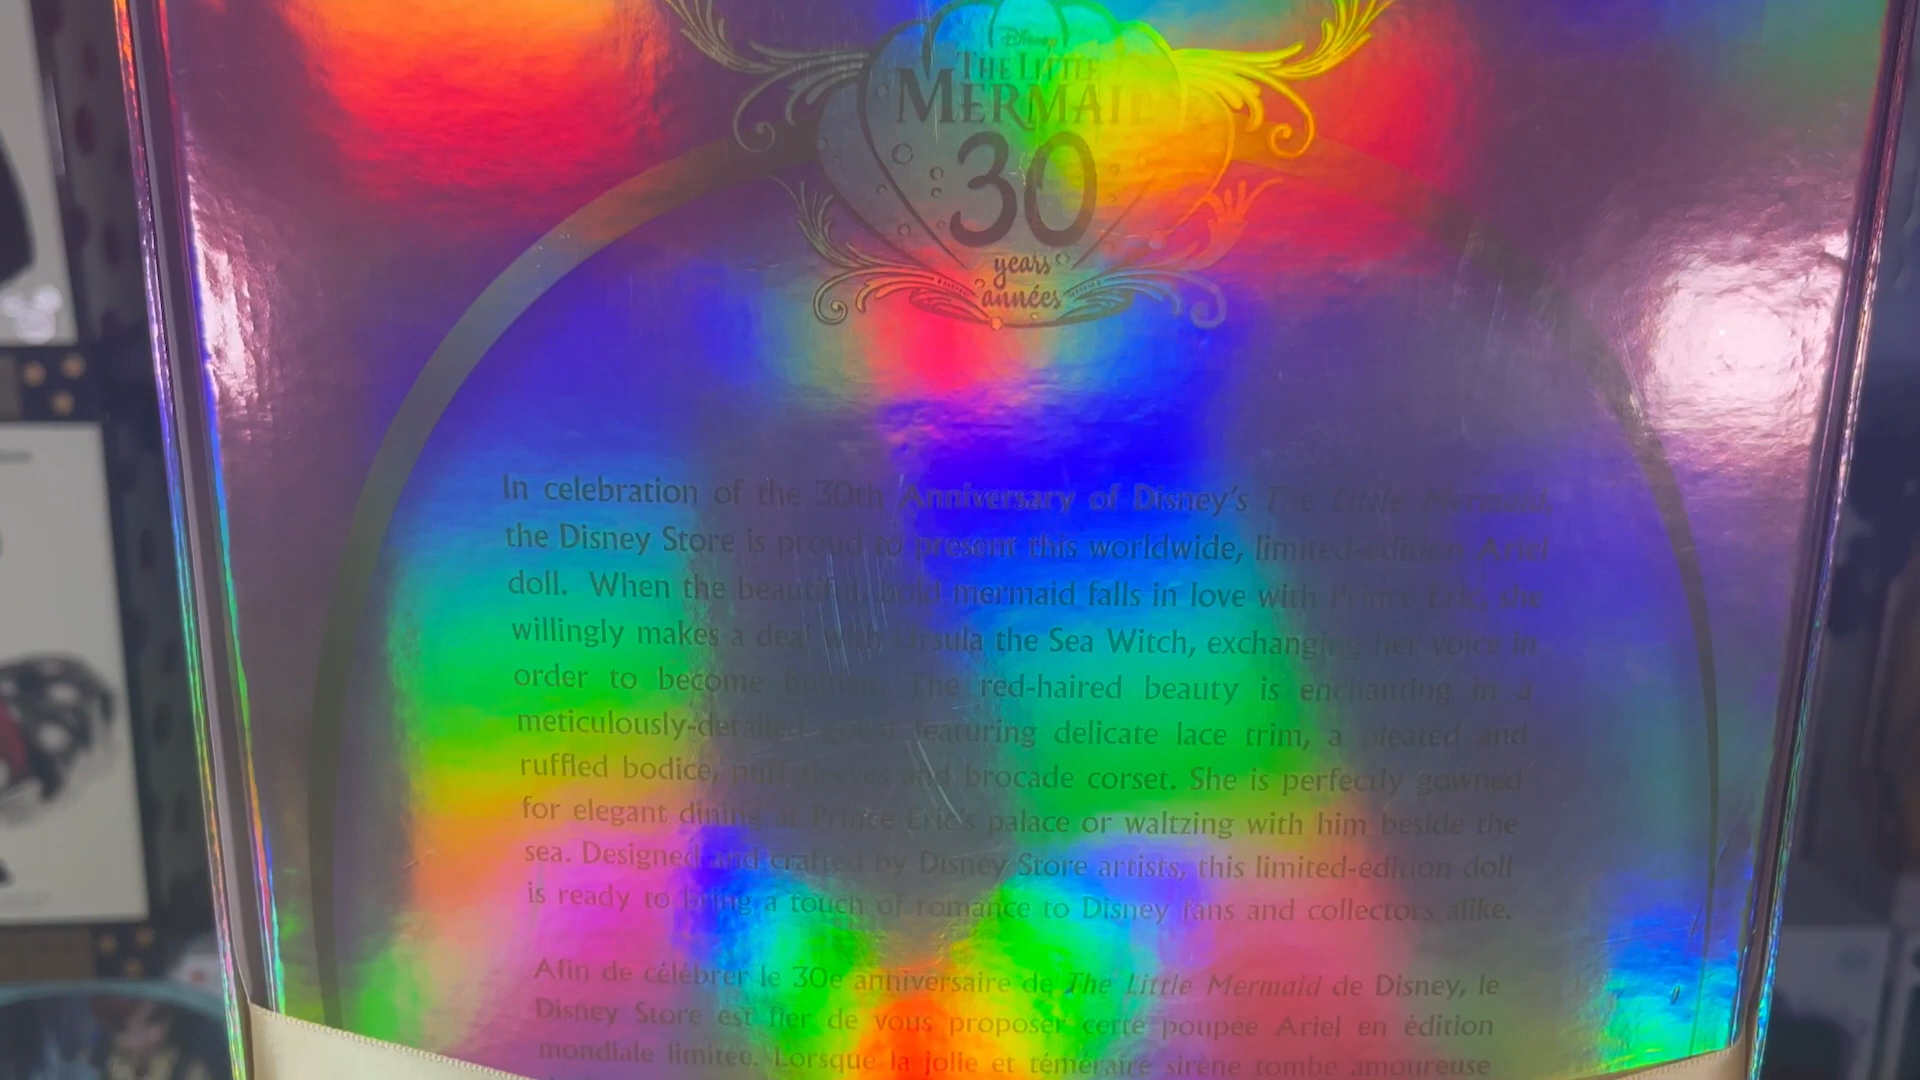 Disney
THE LITTLE
MERMAID
30
years
années
In celebration of the 30th Anniversary of Disney's The Little Mermaid,
the Disney Store is proud to present this worldwide, limited-edition Ariel
doll. When the beautiful, bold mermaid falls in love with Prince Eric, she
willingly makes a deal with Ursula the Sea Witch, exchanging her voice in
order to become human. The red-haired beauty is enchanting in a
meticulously-detailed gown featuring delicate lace trim, a pleated and
ruffled bodice, puff sleeves and brocade corset. She is perfectly gowned
for elegant dining at Prince Eric's palace or waltzing with him beside the
sea. Designed and crafted by Disney Store artists, this limited-edition doll
is ready to bring a touch of romance to Disney fans and collectors alike.
Afin de célébrer le 30e anniversaire de The Little Mermaid de Disney, le
Disney Store est fier de vous proposer cette poupée Ariel en édition
mondiale limitée. Lorsque la jolie et téméraire sirène tombe amoureuse